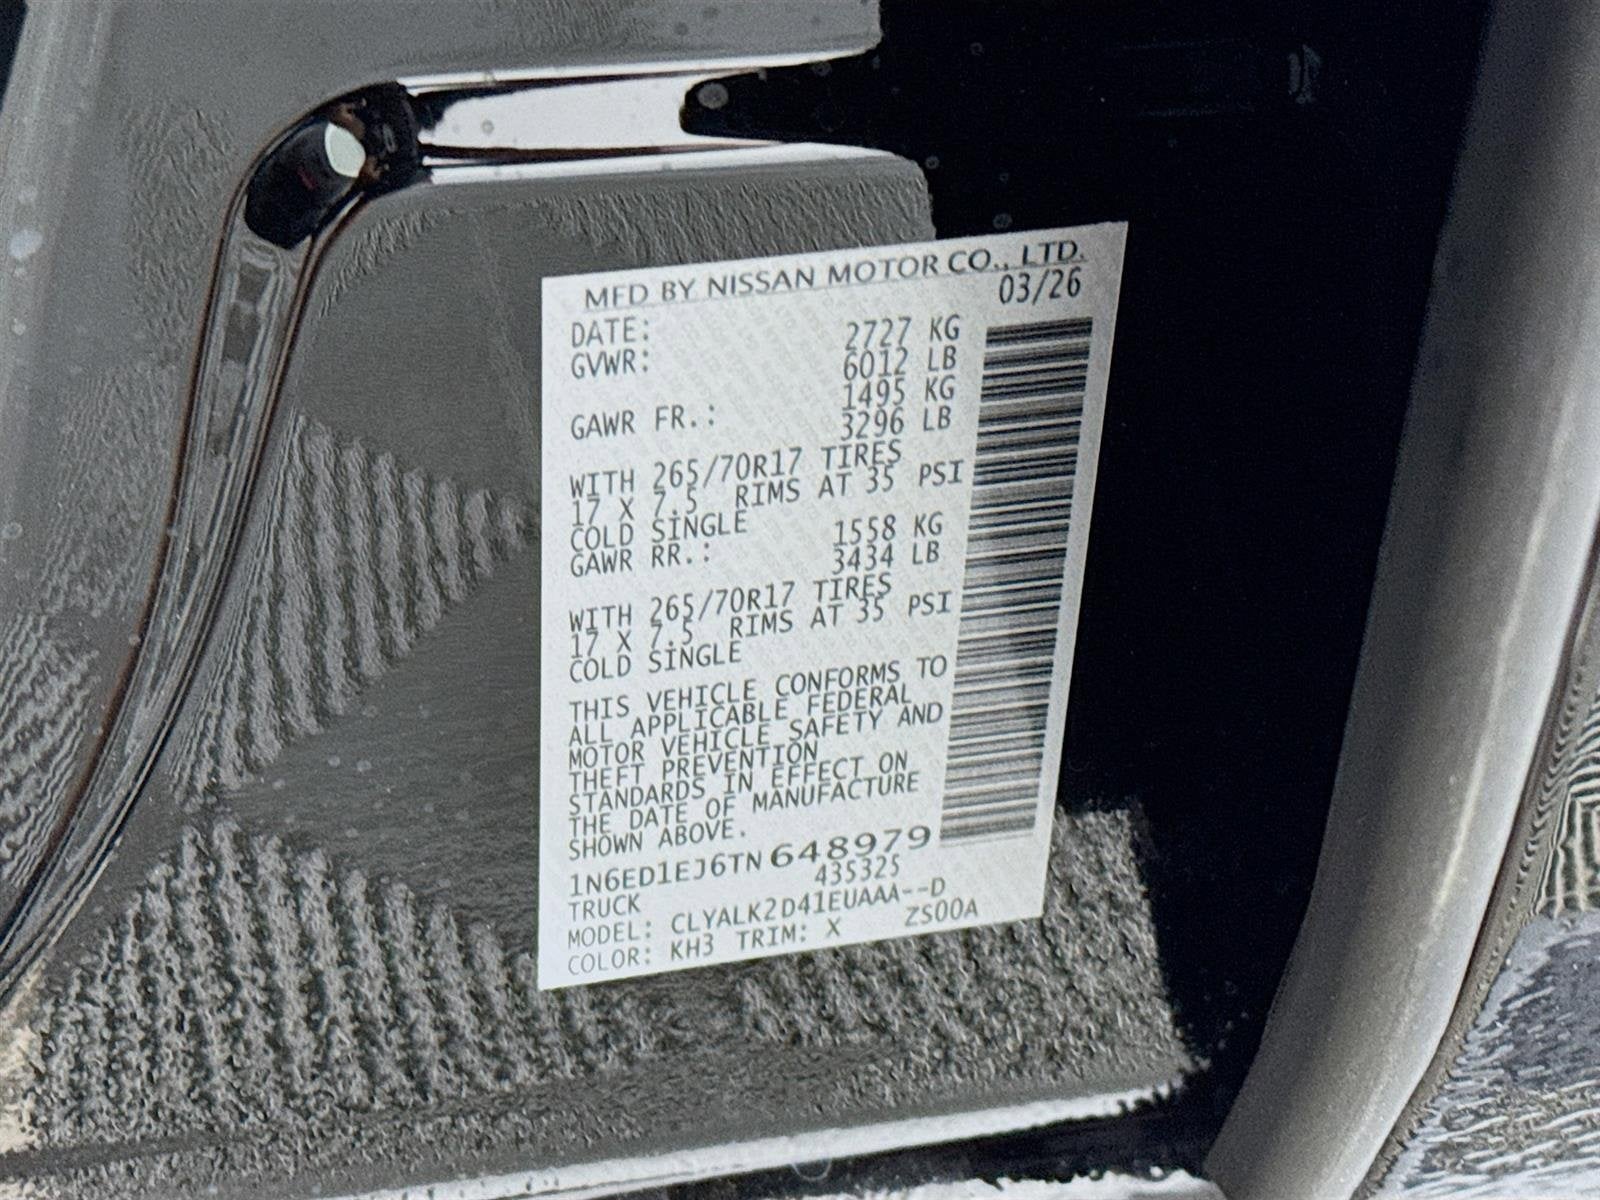 MFD BY NISSAN MOTOR CO., LTD.
DATE: 03/26
GVWR: 2727 KG
6012 LB
GAWR FR.: 1495 KG
3296 LB
WITH 265/70R17 TIRES
17 X 7.5 RIMS AT 35 PSI
COLD SINGLE
GAWR RR.: 1558 KG
3434 LB
WITH 265/70R17 TIRES
17 X 7.5 RIMS AT 35 PSI
COLD SINGLE
THIS VEHICLE CONFORMS TO
ALL APPLICABLE FEDERAL
MOTOR VEHICLE SAFETY AND
THEFT PREVENTION
STANDARDS IN EFFECT ON
THE DATE OF MANUFACTURE
SHOWN ABOVE.
1N6ED1EJ6TN648979
TRUCK 435325
MODEL: CLYALK2D41EUAAA--D
COLOR: KH3 TRIM: X ZS00A